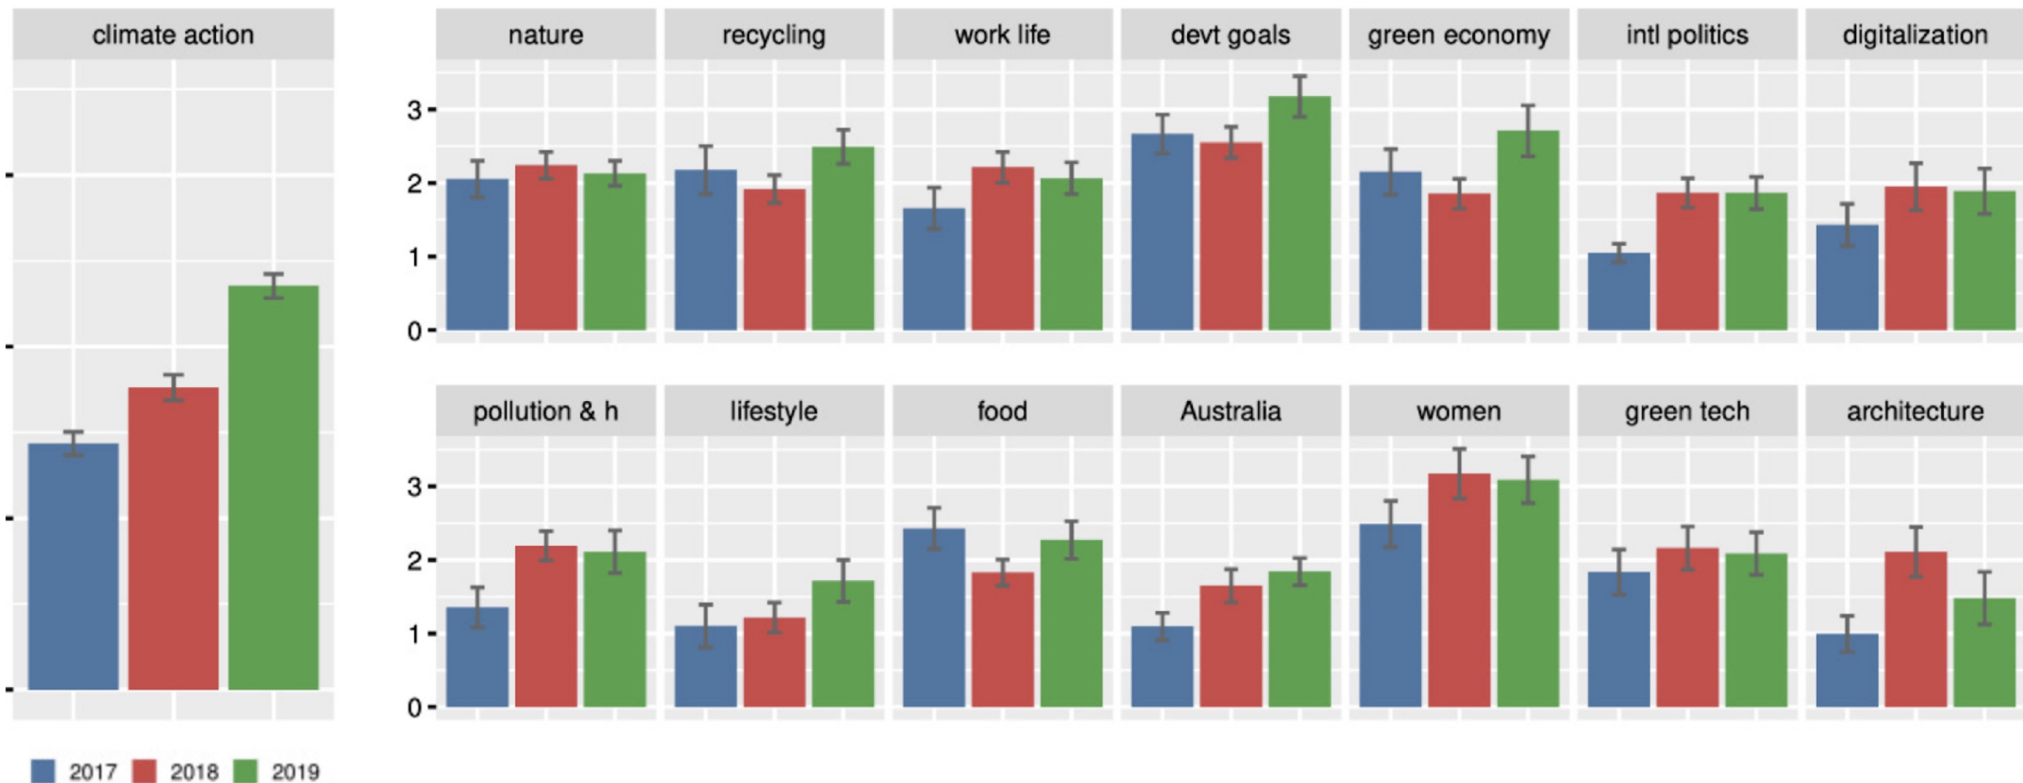 climate action
nature recycling work life devt goals green economy intl politics digitalization
3
2
1
0
pollution & h lifestyle food Australia women green tech architecture
3
2
1
0
2017 2018 2019